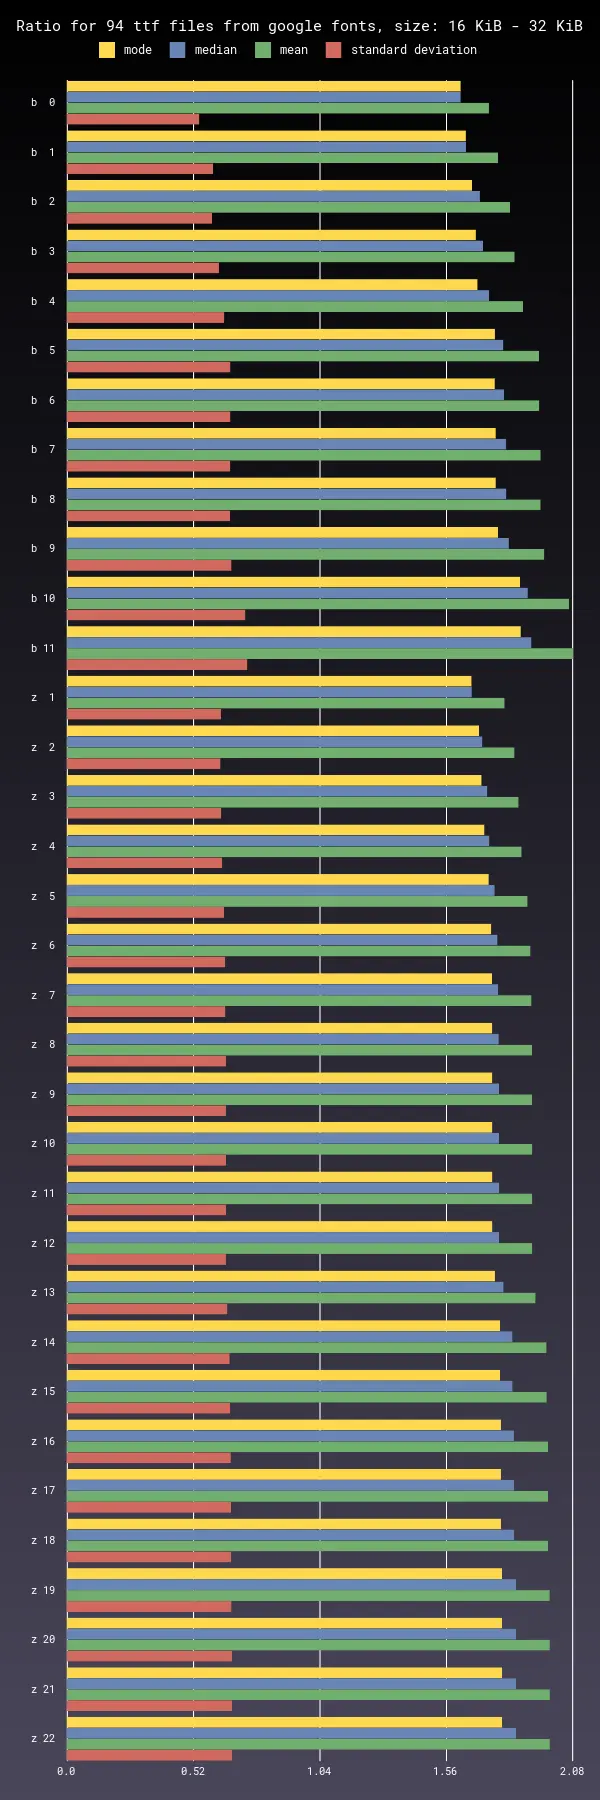 Ratio for 94 ttf files from google fonts, size: 16 KiB - 32 KiB
mode median mean standard deviation
b 0
b 1
b 2
b 3
b 4
b 5
b 6
b 7
b 8
b 9
b 10
b 11
z 1
z 2
z 3
z 4
z 5
z 6
z 7
z 8
z 9
z 10
z 11
z 12
z 13
z 14
z 15
z 16
z 17
z 18
z 19
z 20
z 21
z 22
0.0 0.52 1.04 1.56 2.08